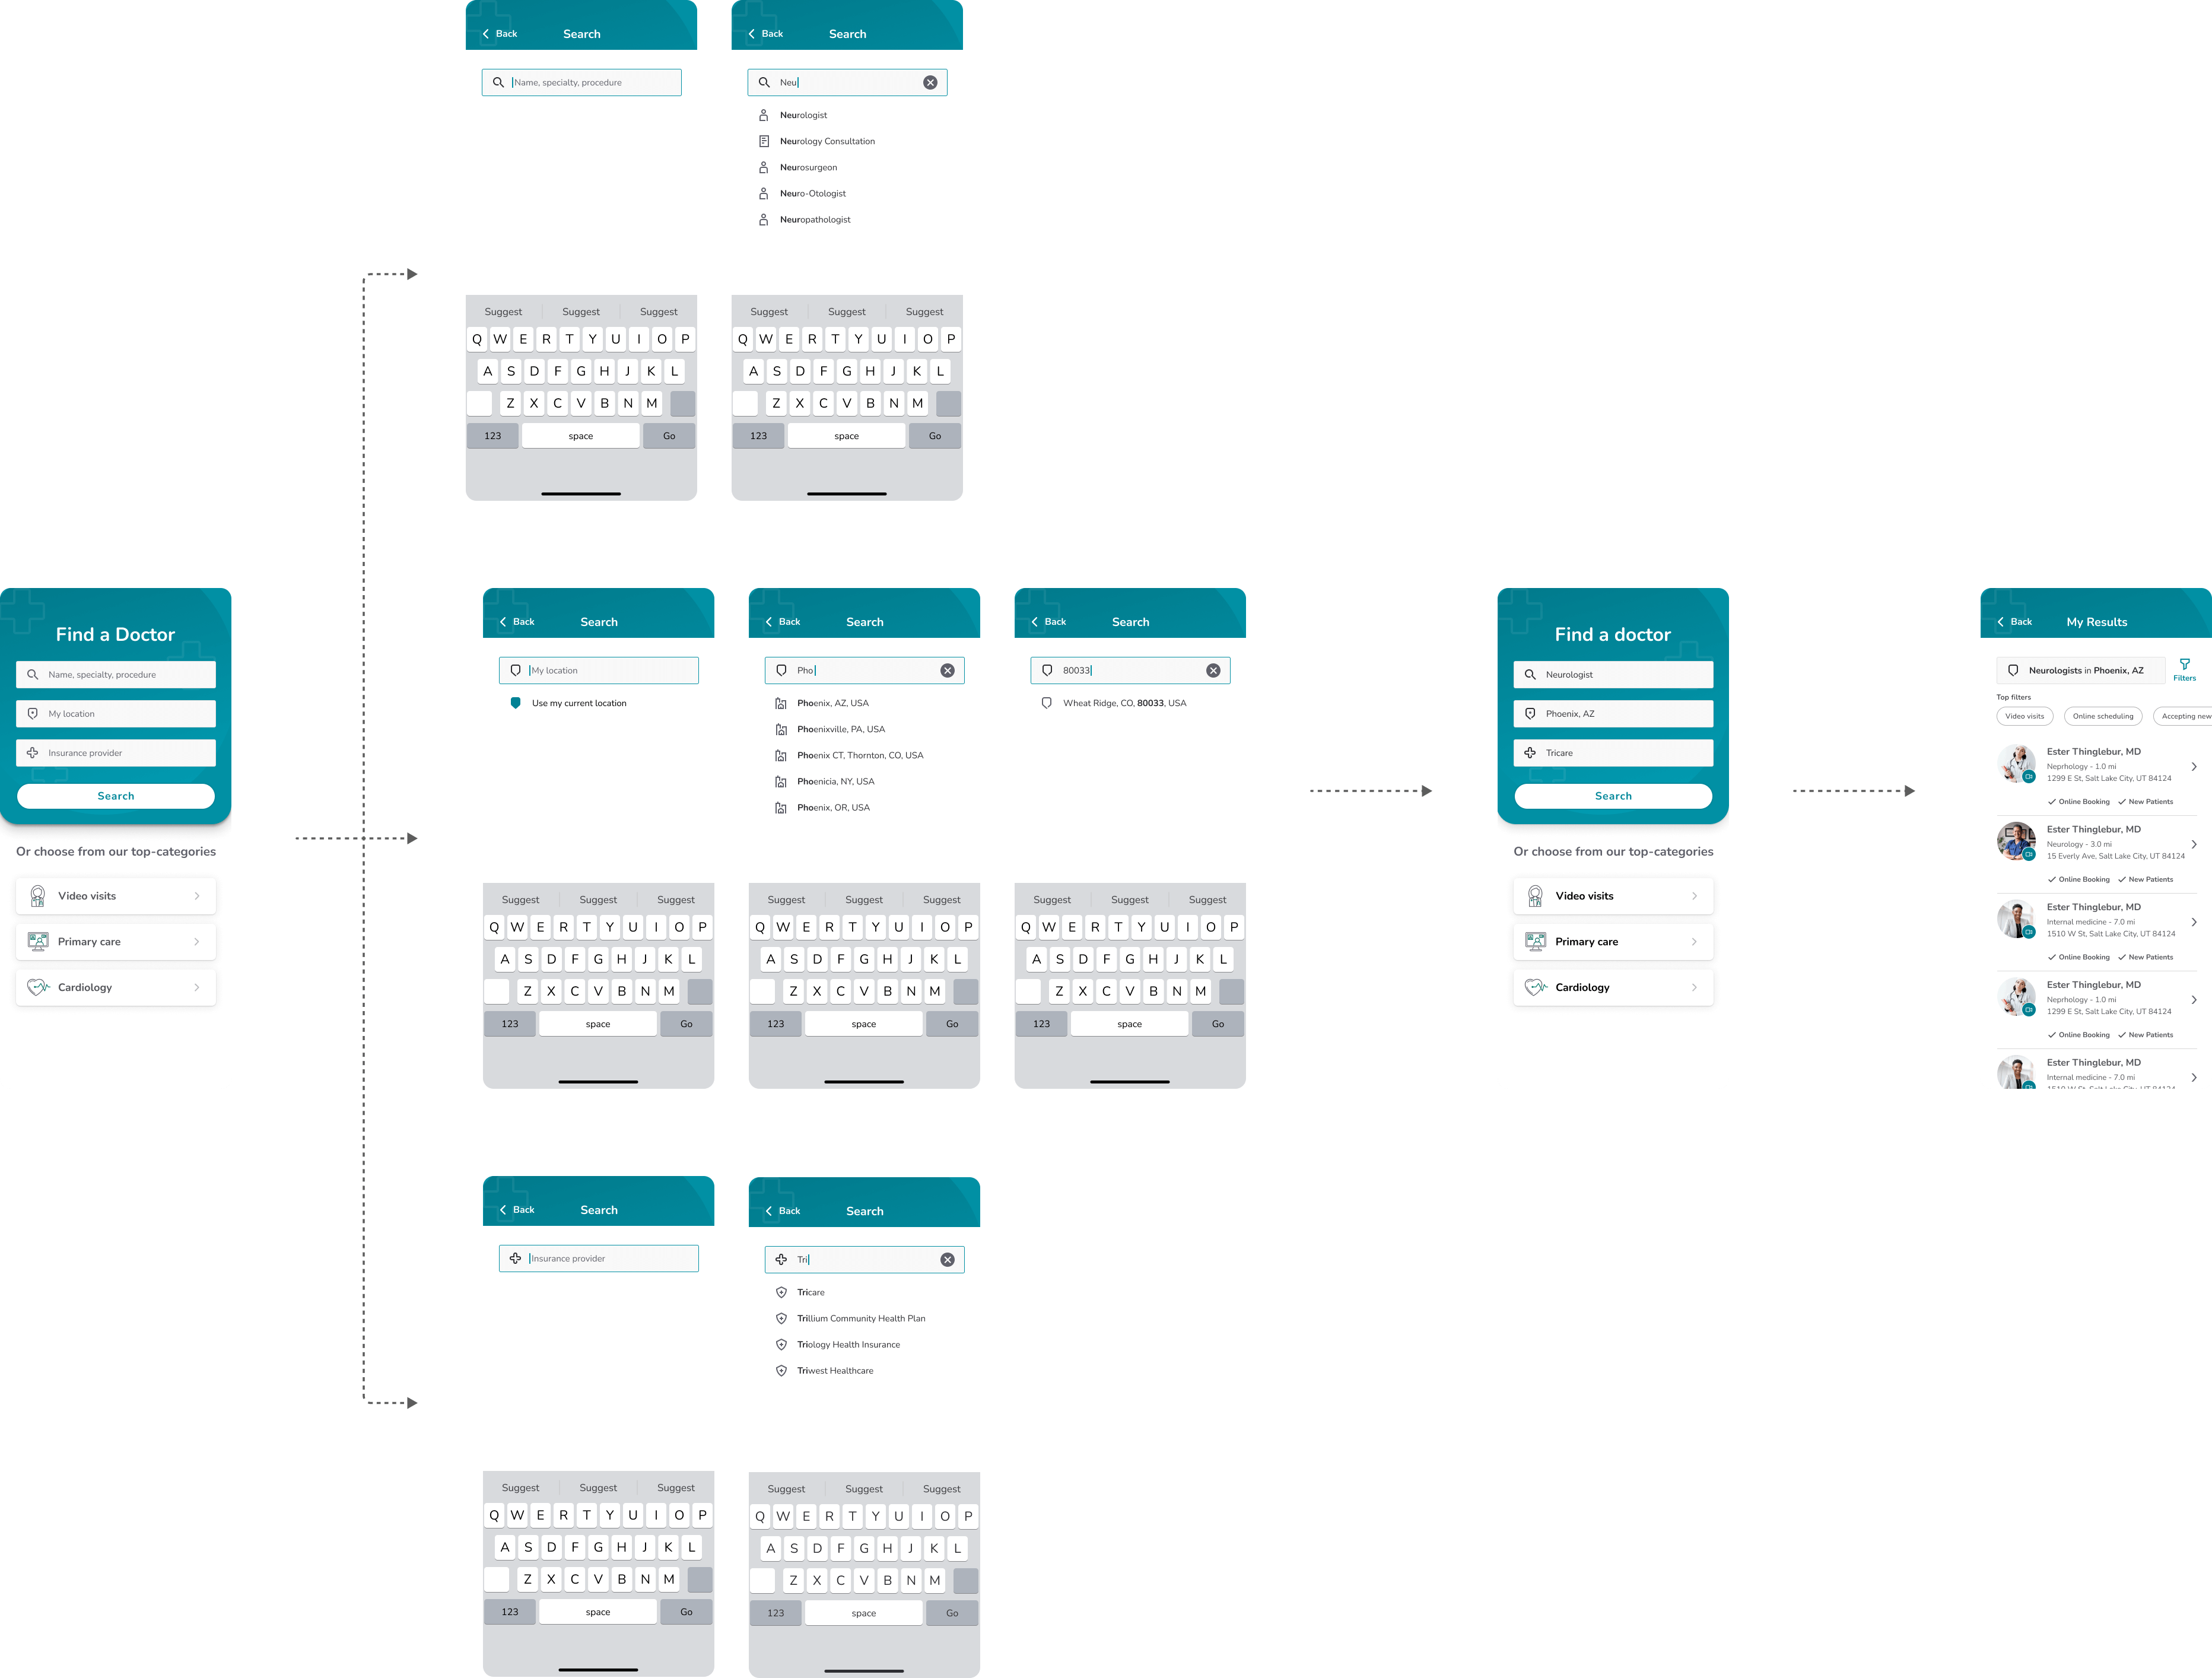 Back
Search
Name, specialty, procedure
Suggest Suggest Suggest
Q W E R T Y U I O P
A S D F G H J K L
Z X C V B N M
123 space Go
Back
Search
Neu
Neurologist
Neurology Consultation
Neurosurgeon
Neuro-Otologist
Neuropathologist
Suggest Suggest Suggest
Q W E R T Y U I O P
A S D F G H J K L
Z X C V B N M
123 space Go
Find a Doctor
Name, specialty, procedure
My location
Insurance provider
Search
Or choose from our top-categories
Video visits
Primary care
Cardiology
Back
Search
My location
Use my current location
Suggest Suggest Suggest
Q W E R T Y U I O P
A S D F G H J K L
Z X C V B N M
123 space Go
Back
Search
Pho
Phoenix, AZ, USA
Phoenixville, PA, USA
Phoenix CT, Thornton, CO, USA
Phoenicia, NY, USA
Phoenix, OR, USA
Suggest Suggest Suggest
Q W E R T Y U I O P
A S D F G H J K L
Z X C V B N M
123 space Go
Back
Search
80033
Wheat Ridge, CO, 80033, USA
Suggest Suggest Suggest
Q W E R T Y U I O P
A S D F G H J K L
Z X C V B N M
123 space Go
Find a doctor
Neurologist
Phoenix, AZ
Tricare
Search
Or choose from our top-categories
Video visits
Primary care
Cardiology
Back
My Results
Neurologists in Phoenix, AZ
Filters
Top filters
Video visits
Online scheduling
Accepting new
Ester Thinglebur, MD
Neprhology - 1.0 mi
1299 E St, Salt Lake City, UT 84124
Online Booking New Patients
Ester Thinglebur, MD
Neurology - 3.0 mi
15 Everly Ave, Salt Lake City, UT 84124
Online Booking New Patients
Ester Thinglebur, MD
Internal medicine - 7.0 mi
1510 W St, Salt Lake City, UT 84124
Online Booking New Patients
Ester Thinglebur, MD
Neprhology - 1.0 mi
1299 E St, Salt Lake City, UT 84124
Online Booking New Patients
Ester Thinglebur, MD
Internal medicine - 7.0 mi
1510 W St, Salt Lake City, UT 84124
Back
Search
Insurance provider
Suggest Suggest Suggest
Q W E R T Y U I O P
A S D F G H J K L
Z X C V B N M
123 space Go
Back
Search
Tri
Tricare
Trillium Community Health Plan
Triology Health Insurance
Triwest Healthcare
Suggest Suggest Suggest
Q W E R T Y U I O P
A S D F G H J K L
Z X C V B N M
123 space Go